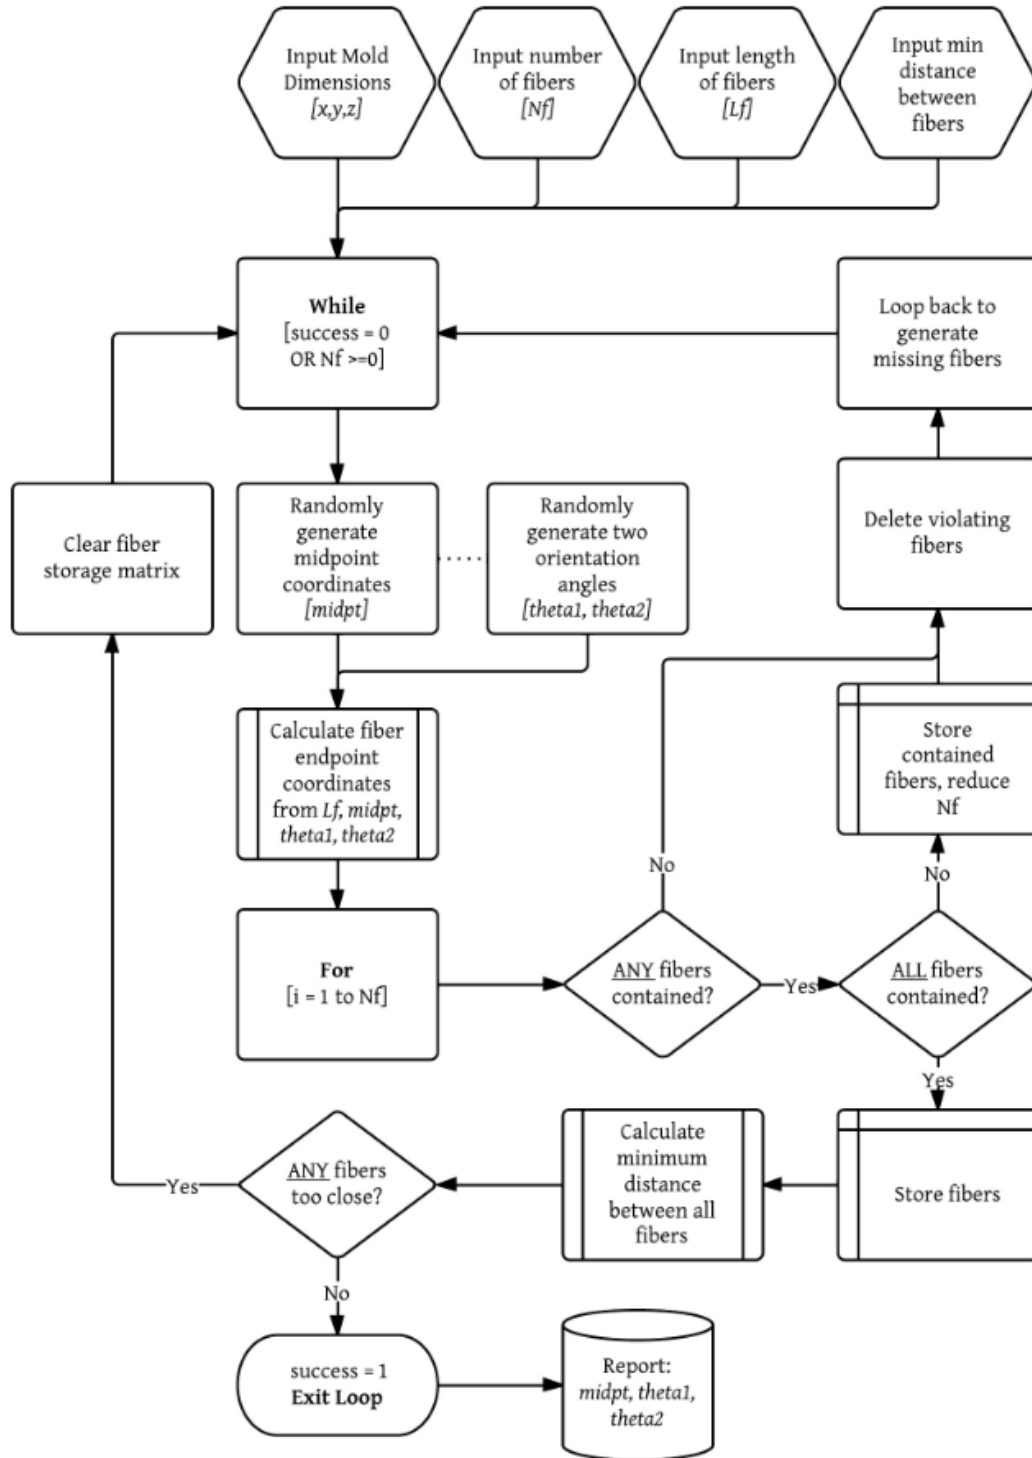 Input Mold
Dimensions
[x,y,z]
Input number
of fibers
[Nf]
Input length
of fibers
[Lf]
Input min
distance
between
fibers
While
[success = 0
OR Nf >=0]
Loop back to
generate
missing fibers
Clear fiber
storage matrix
Randomly
generate
midpoint
coordinates
[midpt]
Randomly
generate two
orientation
angles
[theta1, theta2]
Delete violating
fibers
Calculate fiber
endpoint
coordinates
from Lf, midpt,
theta1, theta2
Store
contained
fibers, reduce
Nf
No
No
For
[i = 1 to Nf]
ANY fibers
contained?
Yes
ALL fibers
contained?
Yes
ANY fibers
too close?
Yes
Calculate
minimum
distance
between all
fibers
Store fibers
No
success = 1
Exit Loop
Report:
midpt, theta1,
theta2